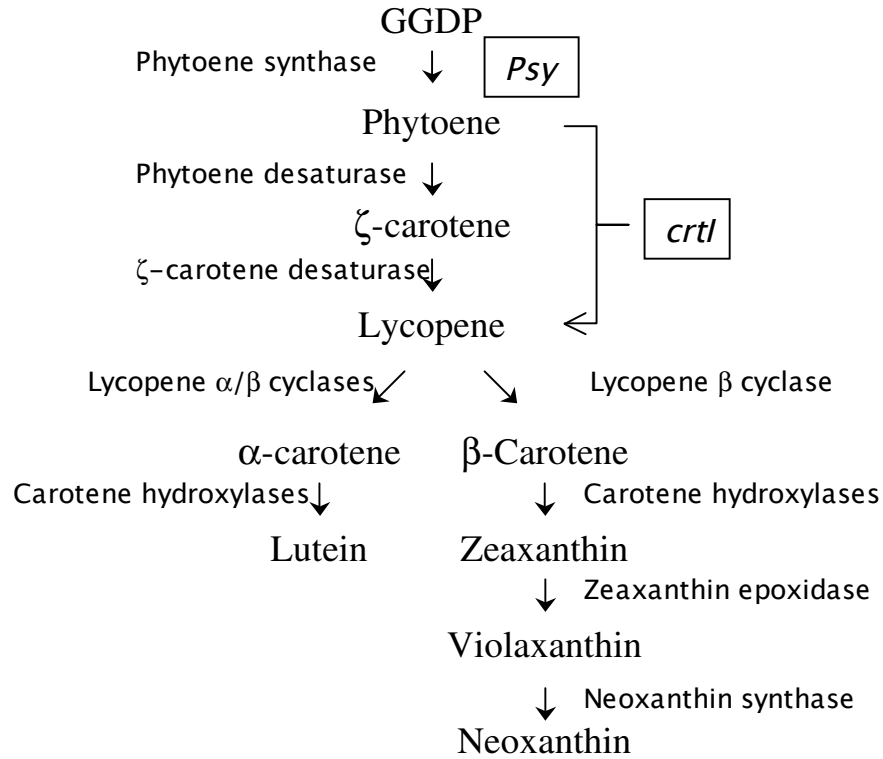 GGDP
Phytoene synthase
Psy
Phytoene
Phytoene desaturase
ζ-carotene
crtI
ζ-carotene desaturase
Lycopene
Lycopene α/β cyclases
Lycopene β cyclase
α-carotene
β-Carotene
Carotene hydroxylases
Carotene hydroxylases
Lutein
Zeaxanthin
Zeaxanthin epoxidase
Violaxanthin
Neoxanthin synthase
Neoxanthin